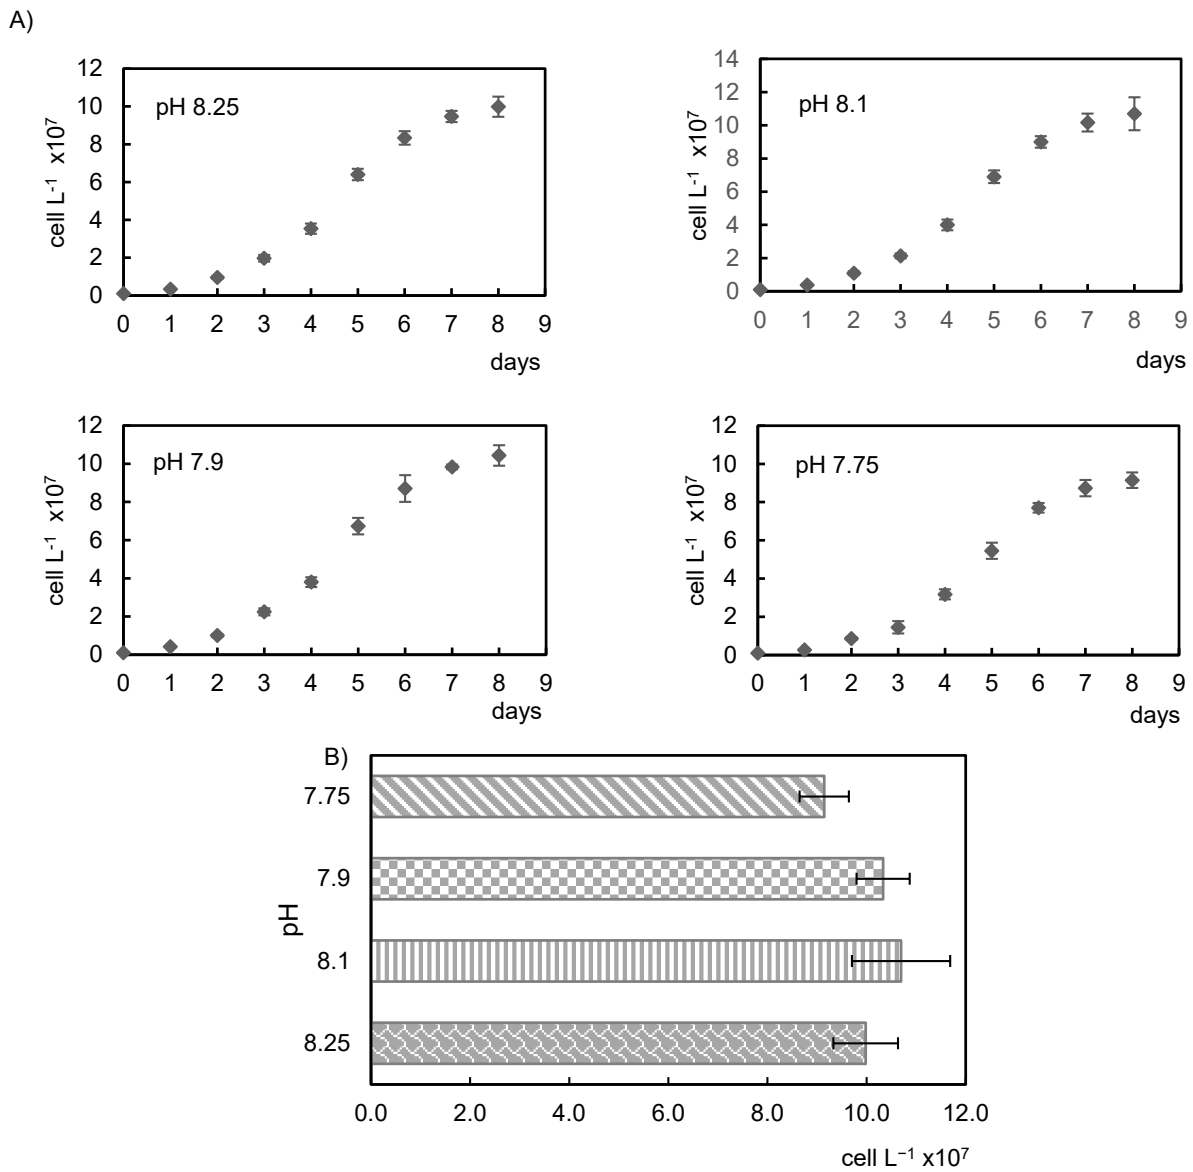 A)
12
10
8
6
4
2
0
cell L⁻¹ x10⁷
pH 8.25
0 1 2 3 4 5 6 7 8 9
days
14
12
10
8
6
4
2
0
cell L⁻¹ x10⁷
pH 8.1
0 1 2 3 4 5 6 7 8 9
days
12
10
8
6
4
2
0
cell L⁻¹ x10⁷
pH 7.9
0 1 2 3 4 5 6 7 8 9
days
12
10
8
6
4
2
0
cell L⁻¹ x10⁷
pH 7.75
0 1 2 3 4 5 6 7 8 9
days
B)
7.75
7.9
8.1
8.25
pH
0.0 2.0 4.0 6.0 8.0 10.0 12.0
cell L⁻¹ x10⁷